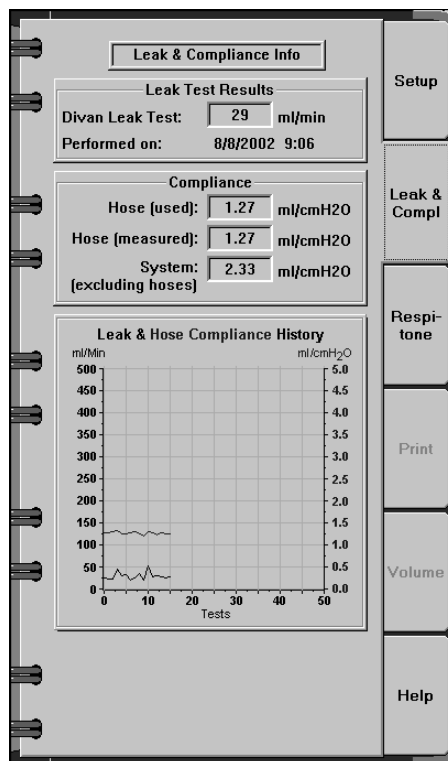 Leak & Compliance Info
Leak Test Results
Divan Leak Test: 29 ml/min
Performed on: 8/8/2002 9:06
Compliance
Hose (used): 1.27 ml/cmH2O
Hose (measured): 1.27 ml/cmH2O
System: 2.33 ml/cmH2O
(excluding hoses)
Leak & Hose Compliance History
ml/Min ml/cmH2O
500 5.0
450 4.5
400 4.0
350 3.5
300 3.0
250 2.5
200 2.0
150 1.5
100 1.0
50 0.5
0 0.0
0 10 20 30 40 50
Tests
Setup
Leak &
Compl
Respi-
tone
Print
Volume
Help